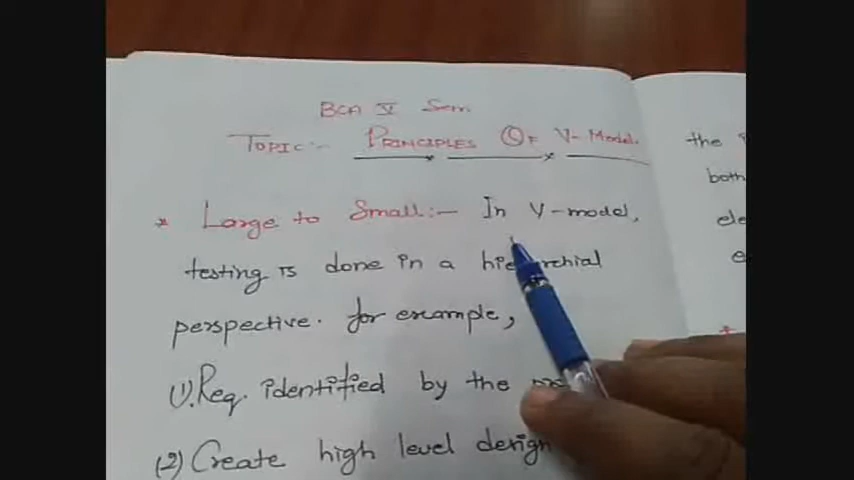 BCA V Sem
Topic:- Principles Of V-Model.
* Large to Small:- In V-model,
testing is done in a
perspective. for example,
(1). Req. identified by the
(2) Create high level design
the
both